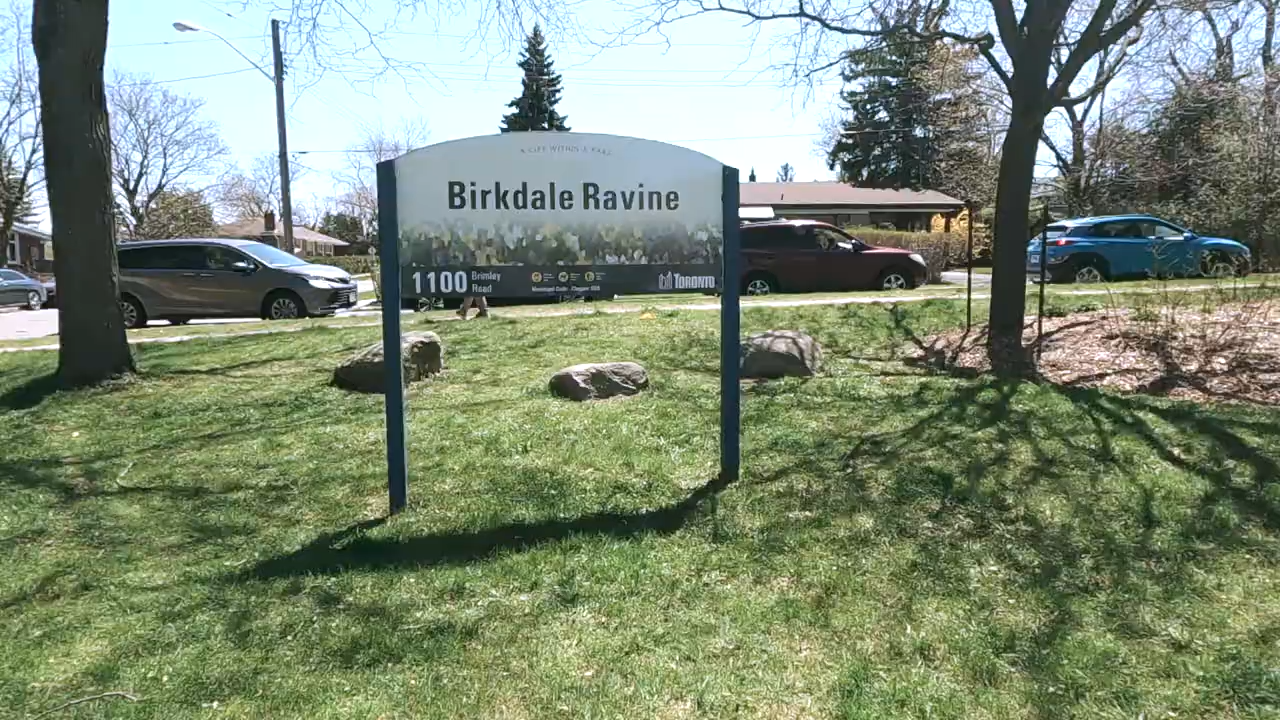 A CITY WITHIN A PARK
Birkdale Ravine
1100 Brimley
Road
TORONTO